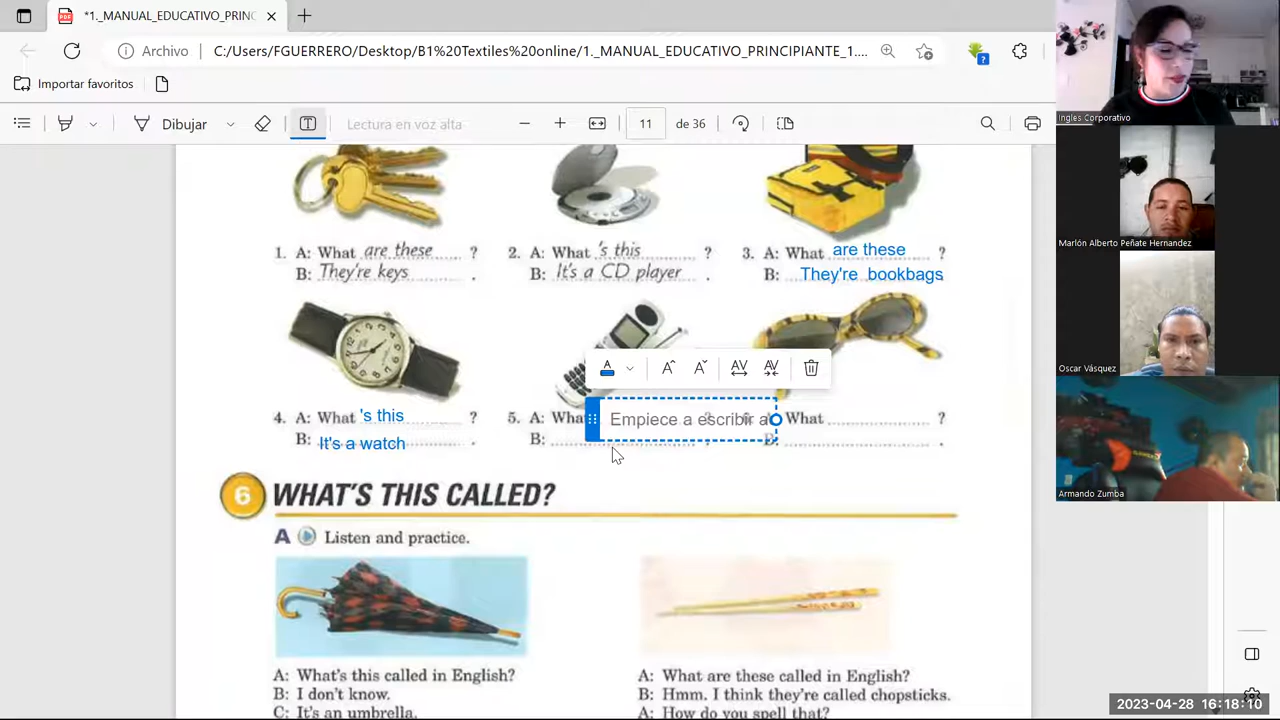 *1._MANUAL_EDUCATIVO_PRINC
Archivo C:/Users/FGUERRERO/Desktop/B1%20Textiles%20online/1._MANUAL_EDUCATIVO_PRINCIPIANTE_1....
Importar favoritos
Dibujar
Lectura en voz alta
11 de 36
1. A: What are these ?
B: They're keys .
2. A: What 's this ?
B: It's a CD player .
3. A: What are these ?
B: They're bookbags .
4. A: What 's this ?
B: It's a watch .
5. A: Wha
Empiece a escribir a
B:
What ?
B: .
6 WHAT'S THIS CALLED?
A Listen and practice.
A: What's this called in English?
B: I don't know.
C: It's an umbrella.
A: What are these called in English?
B: Hmm. I think they're called chopsticks.
A: How do you spell that?
Ingles Corporativo
Marlón Alberto Peñate Hernandez
Oscar Vásquez
Armando Zumba
2023-04-28 16:18:10